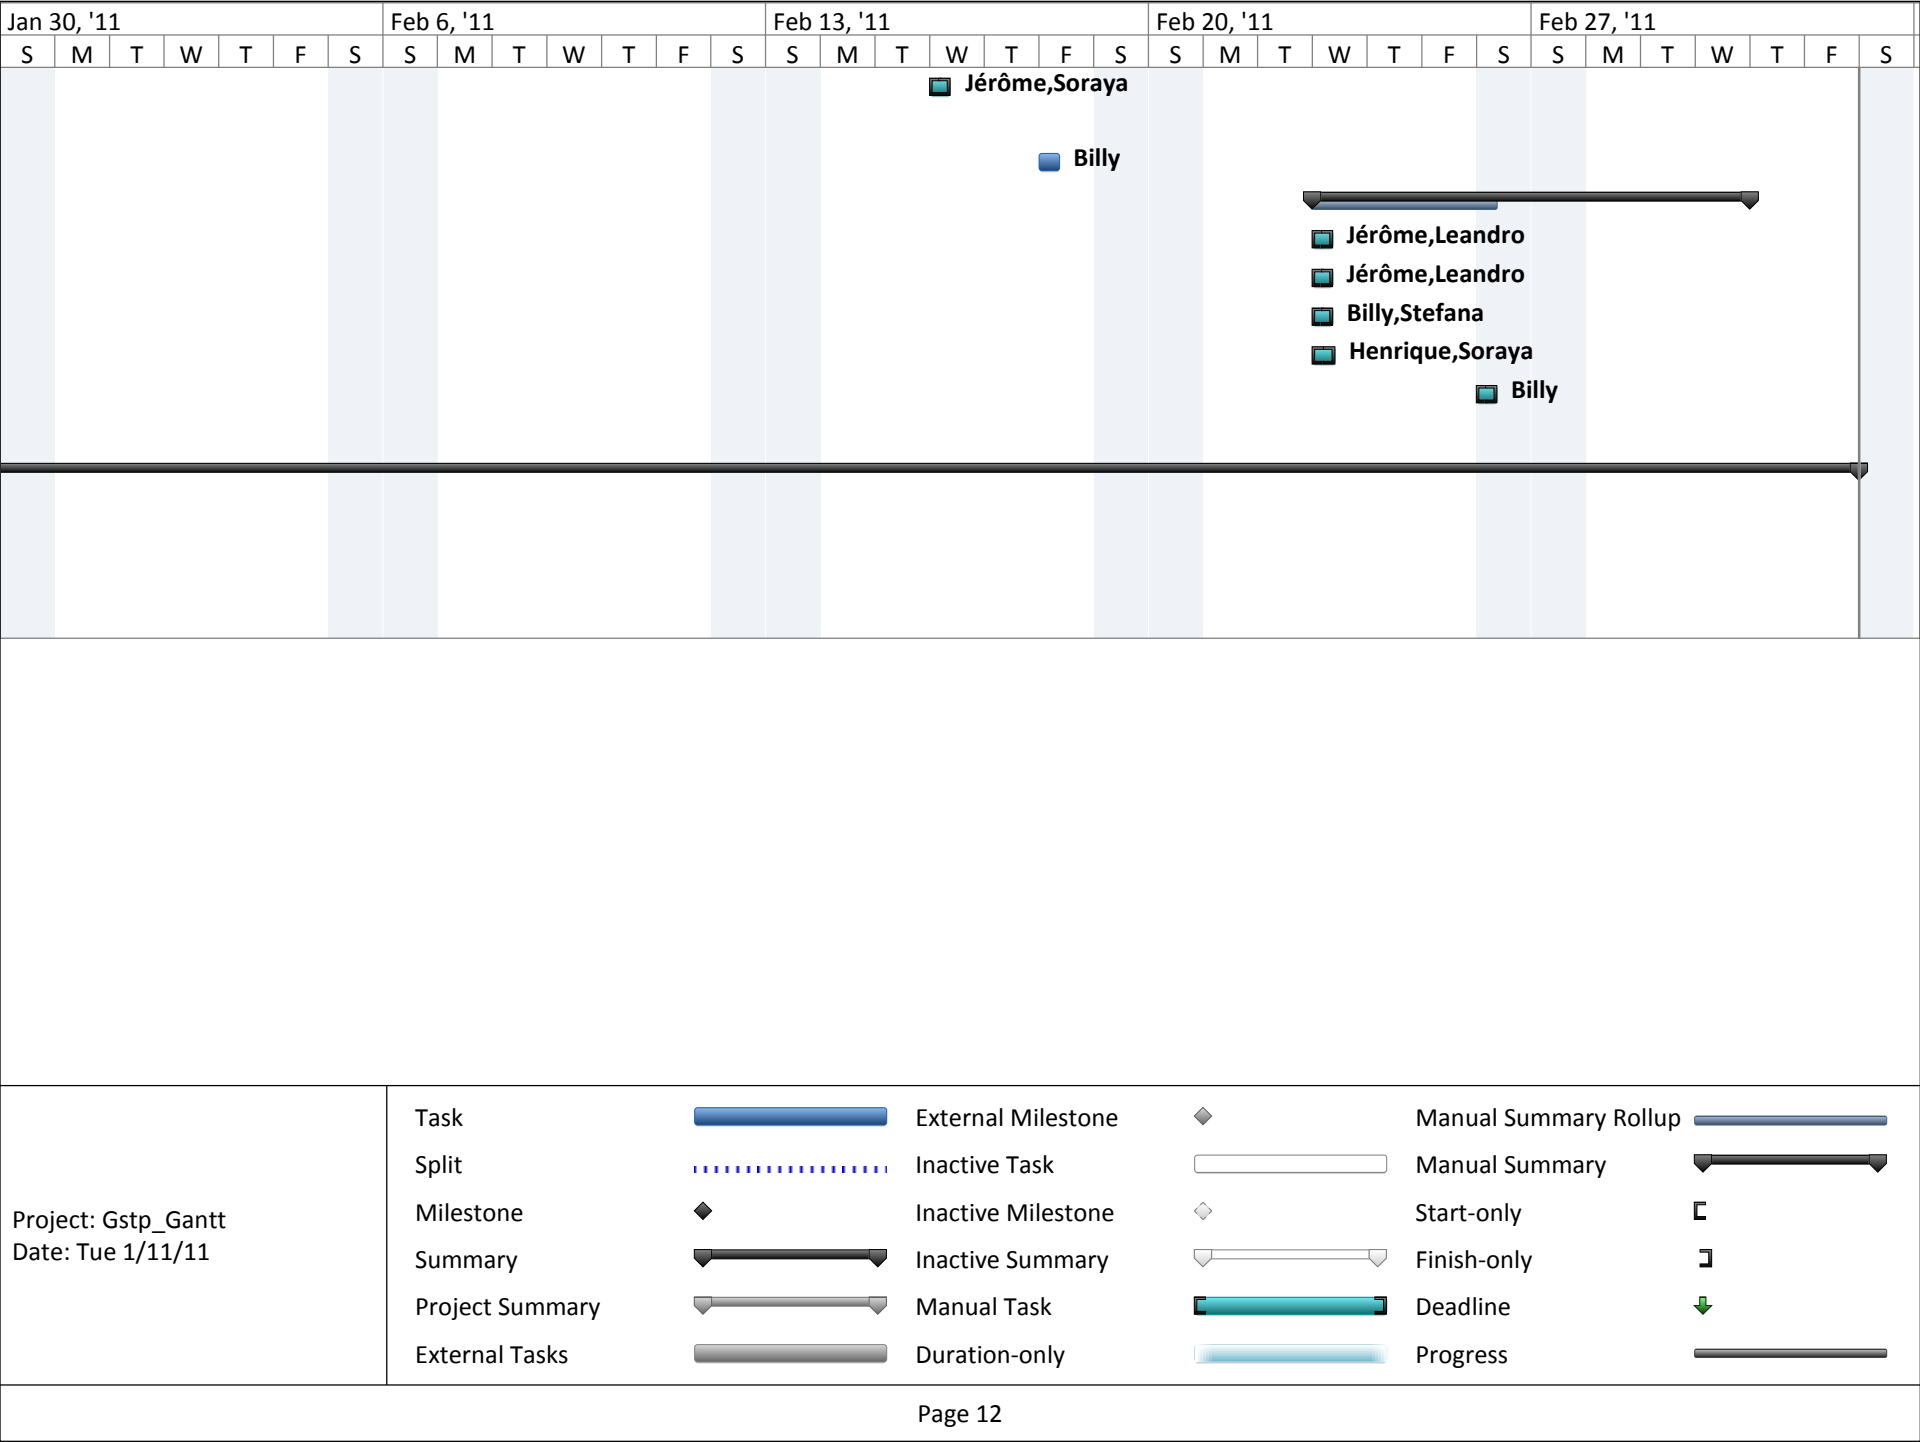 Jan 30, '11 Feb 6, '11 Feb 13, '11 Feb 20, '11 Feb 27, '11
S M T W T F S S M T W T F S S M T W T F S S M T W T F S S M T W T F S
Jérôme,Soraya
Billy
Jérôme,Leandro
Jérôme,Leandro
Billy,Stefana
Henrique,Soraya
Billy
Project: Gstp_Gantt
Date: Tue 1/11/11
Task
Split
Milestone
Summary
Project Summary
External Tasks
External Milestone
Inactive Task
Inactive Milestone
Inactive Summary
Manual Task
Duration-only
Manual Summary Rollup
Manual Summary
Start-only
Finish-only
Deadline
Progress
Page 12